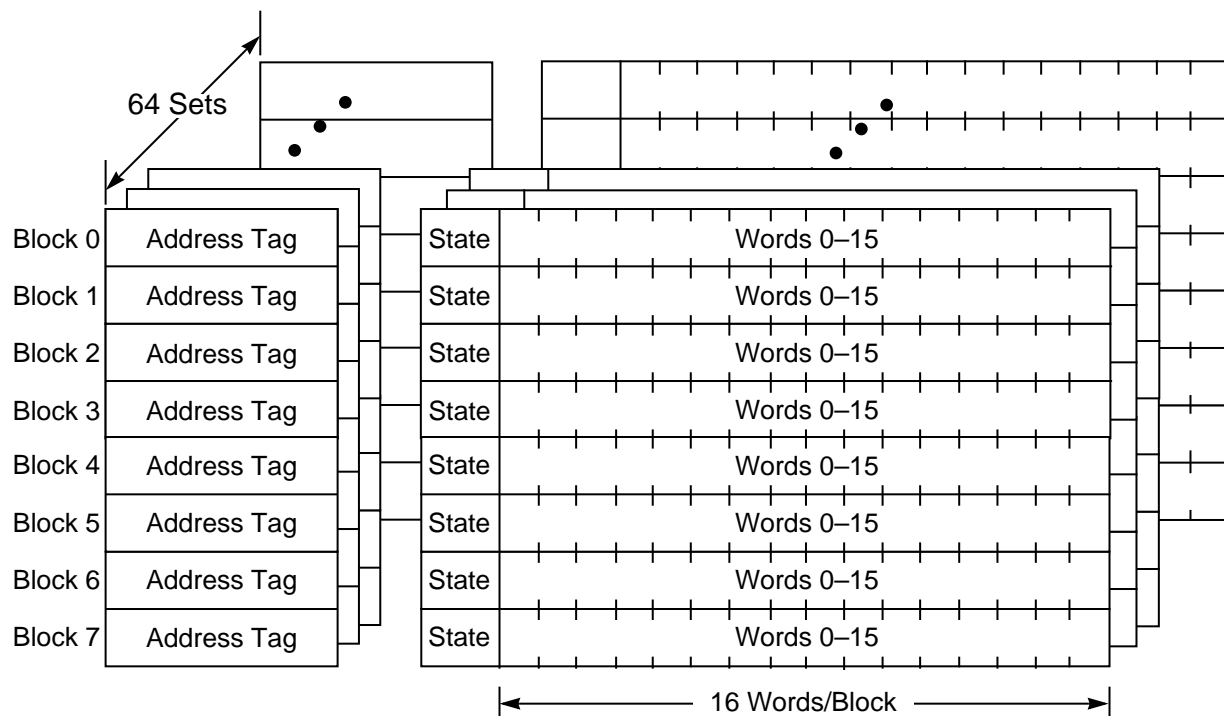 64 Sets
Block 0 Address Tag State Words 0–15
Block 1 Address Tag State Words 0–15
Block 2 Address Tag State Words 0–15
Block 3 Address Tag State Words 0–15
Block 4 Address Tag State Words 0–15
Block 5 Address Tag State Words 0–15
Block 6 Address Tag State Words 0–15
Block 7 Address Tag State Words 0–15
16 Words/Block